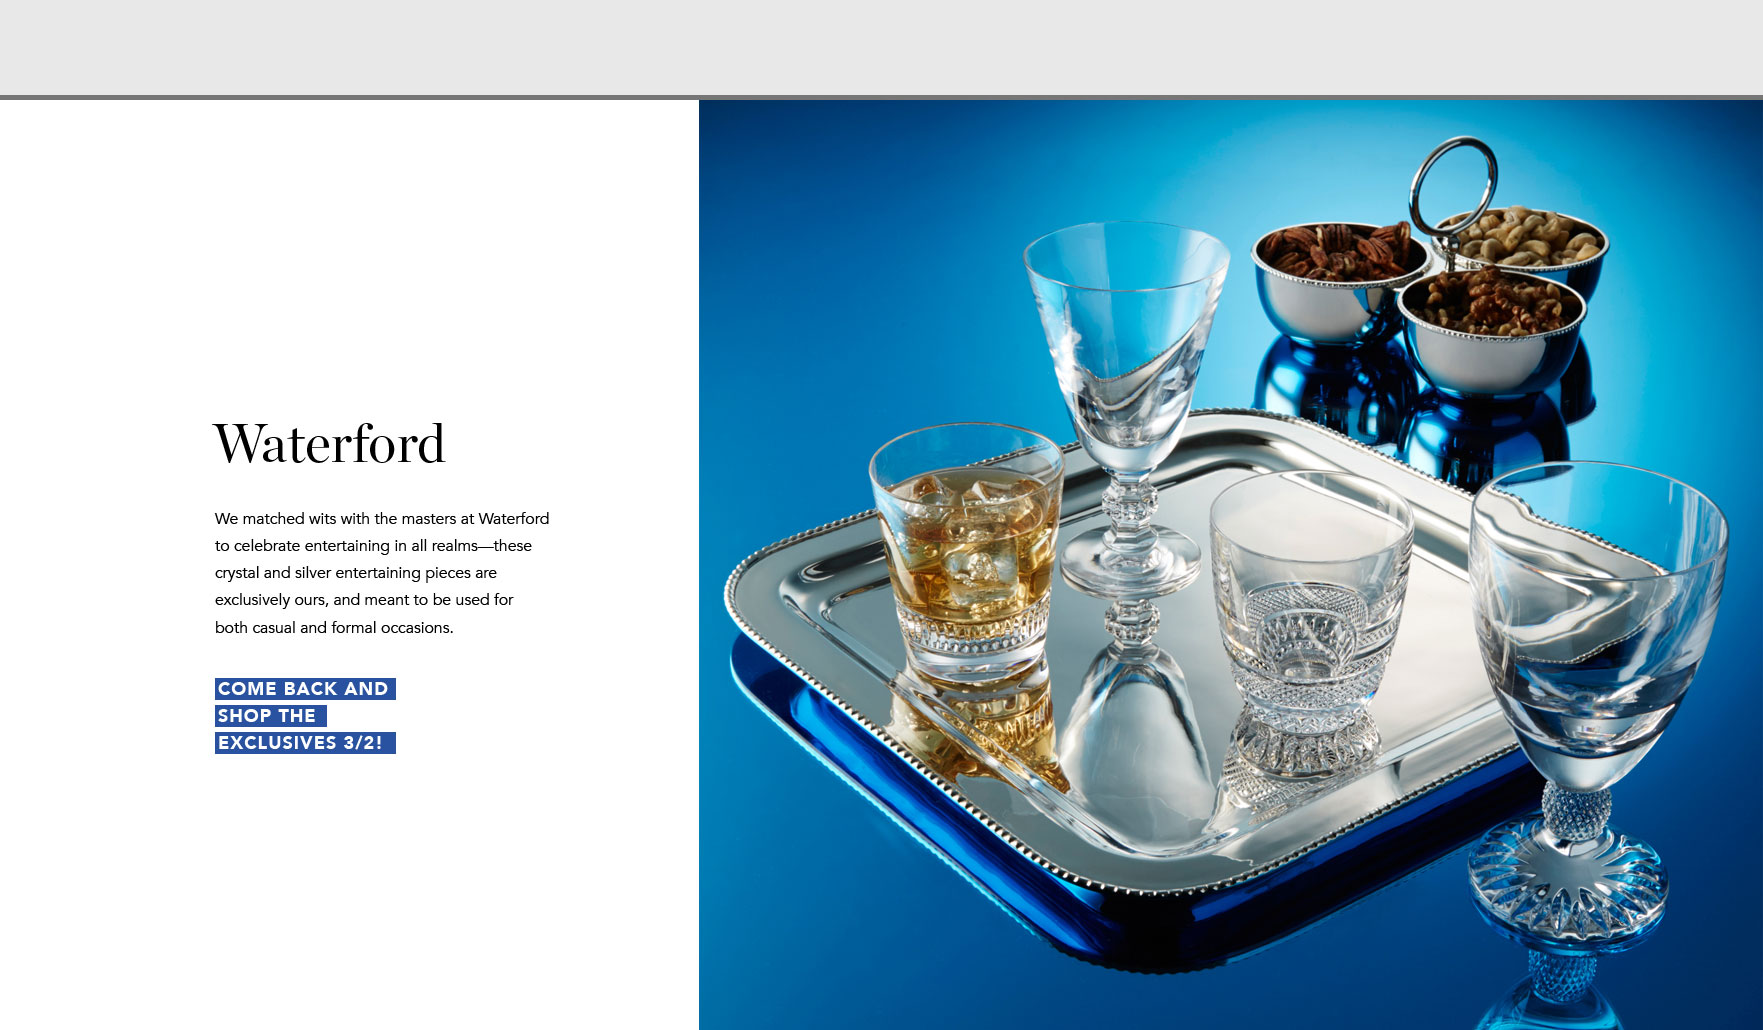 Waterford
We matched wits with the masters at Waterford
to celebrate entertaining in all realms—these
crystal and silver entertaining pieces are
exclusively ours, and meant to be used for
both casual and formal occasions.
COME BACK AND
SHOP THE
EXCLUSIVES 3/2!